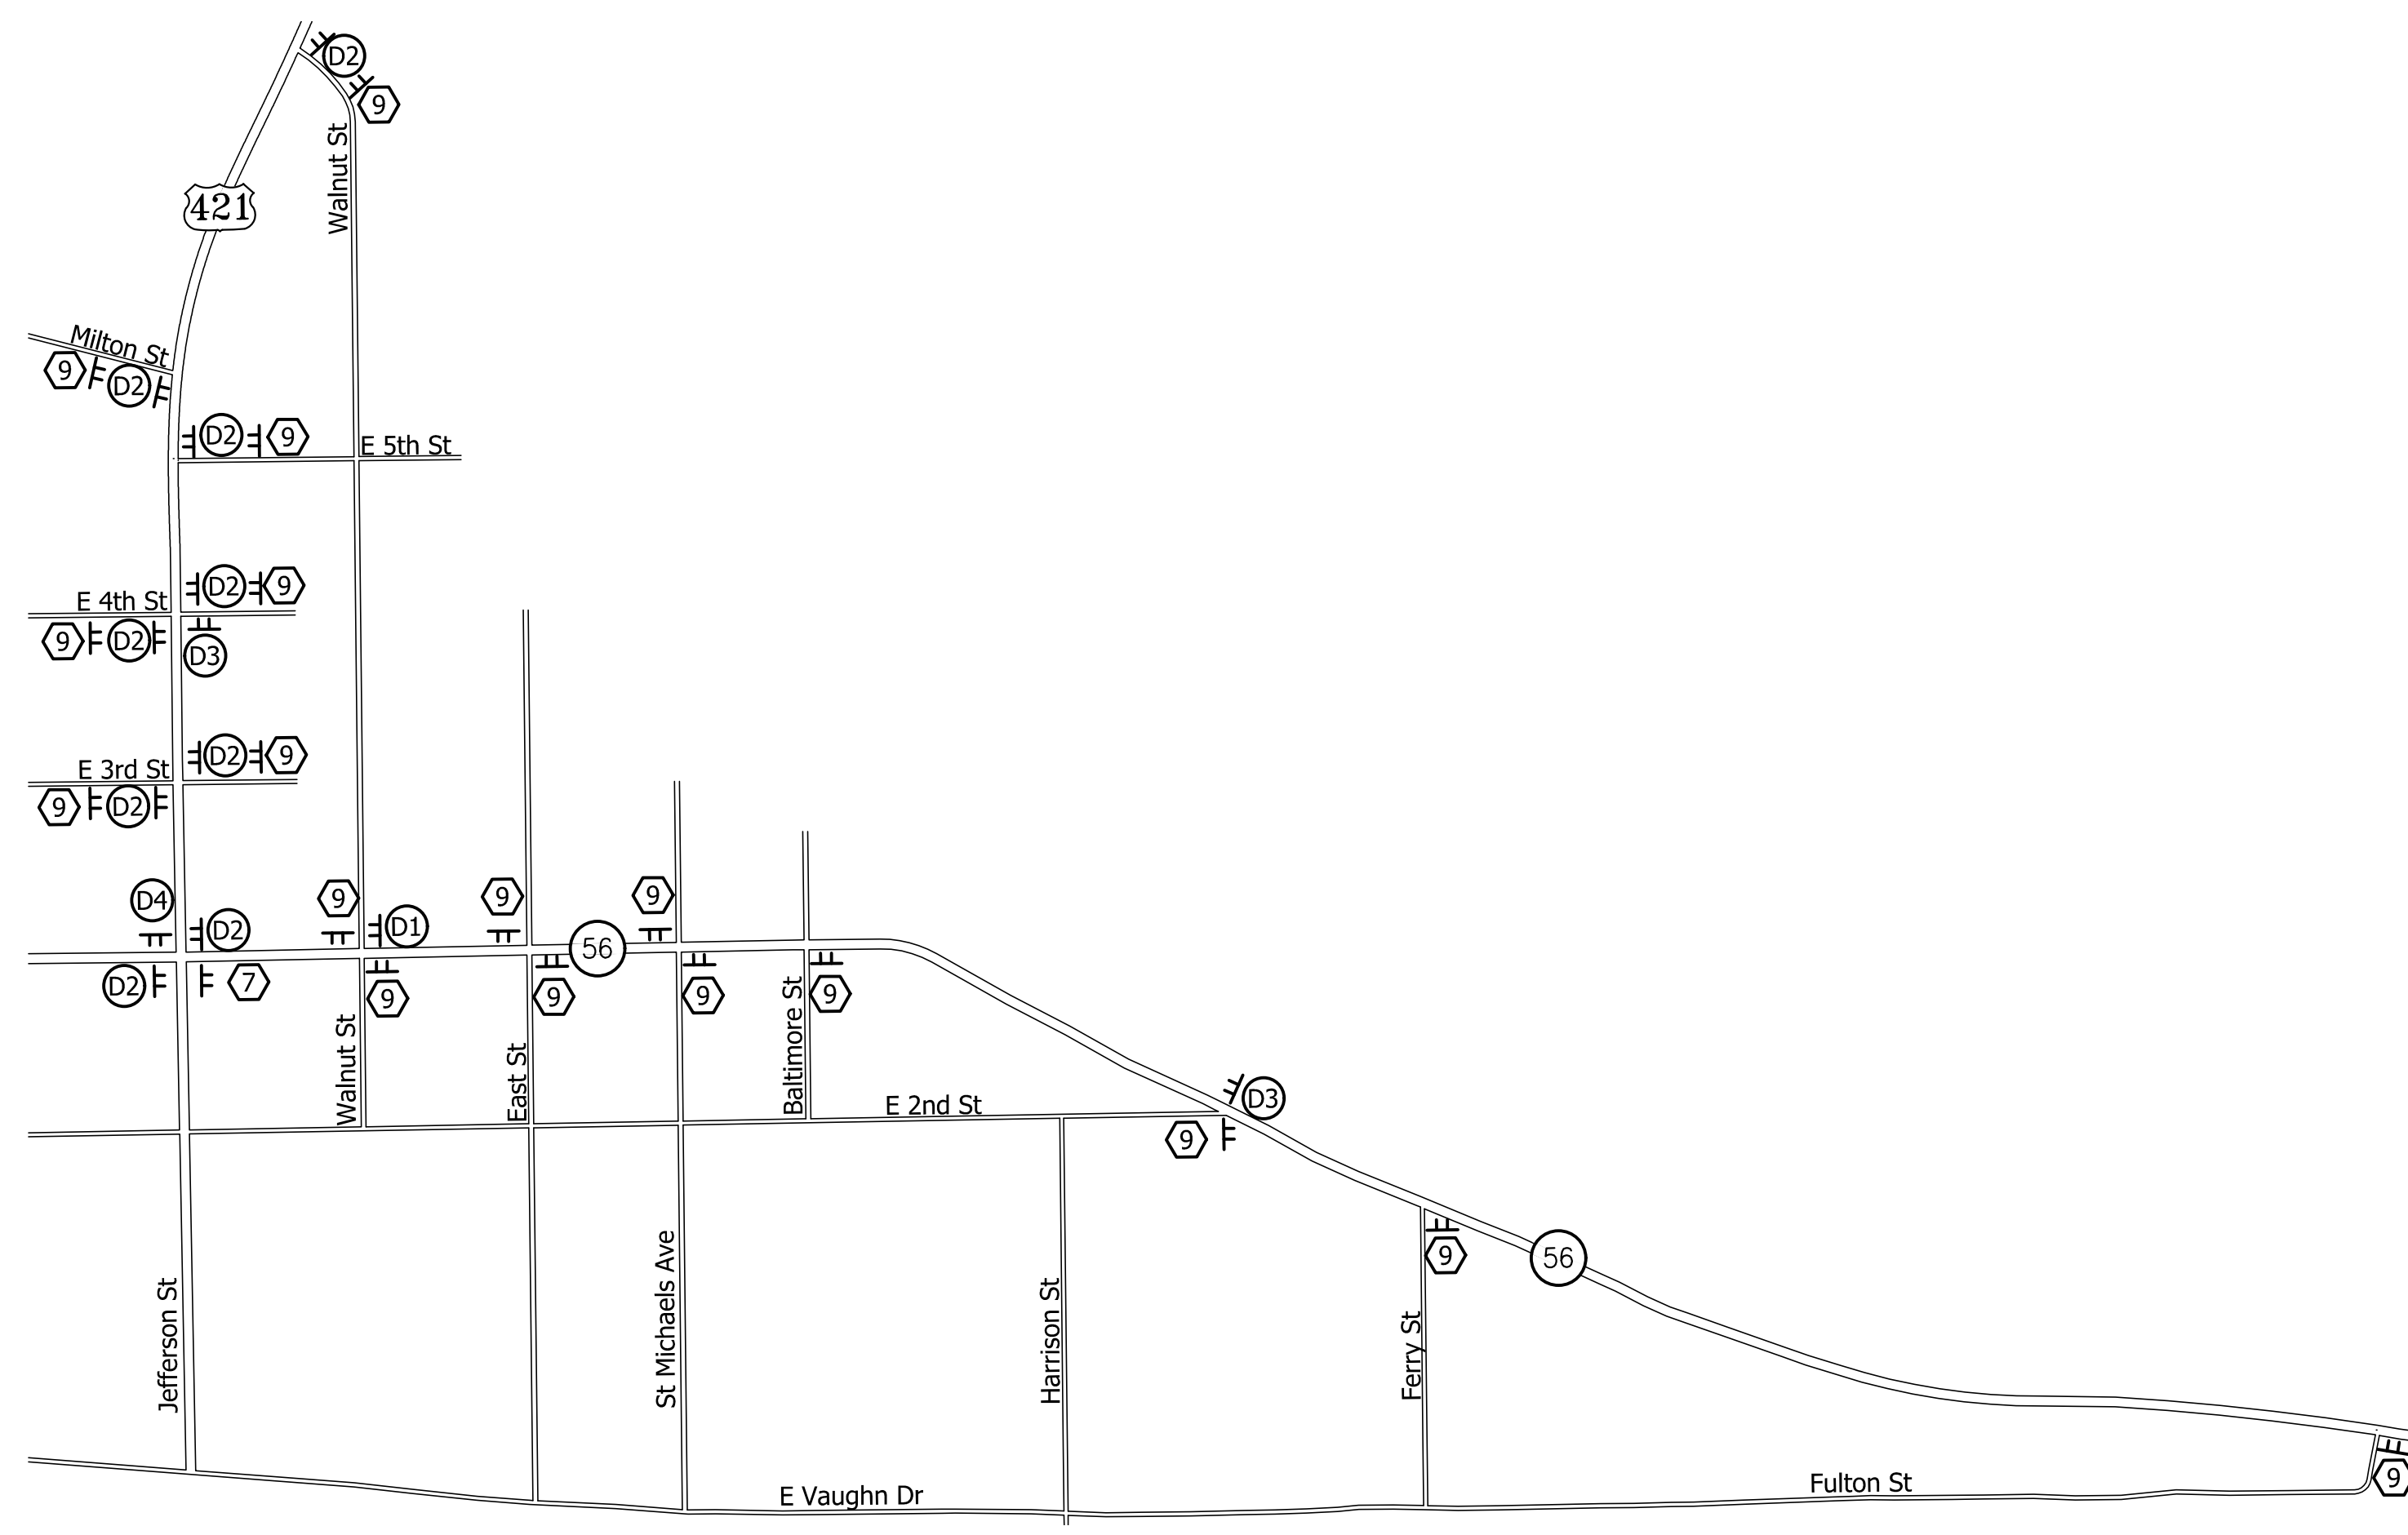 D2
9
Walnut St
421
Milton St
9
D2
D2
9
E 5th St
D2
9
E 4th St
9
D2
D3
D2
9
E 3rd St
9
D2
D4
9
9
9
D2
D1
56
D2
7
9
9
9
9
Walnut St
East St
Baltimore St
E 2nd St
D3
9
St Michaels Ave
Jefferson St
Harrison St
Ferry St
9
56
E Vaughn Dr
Fulton St
9